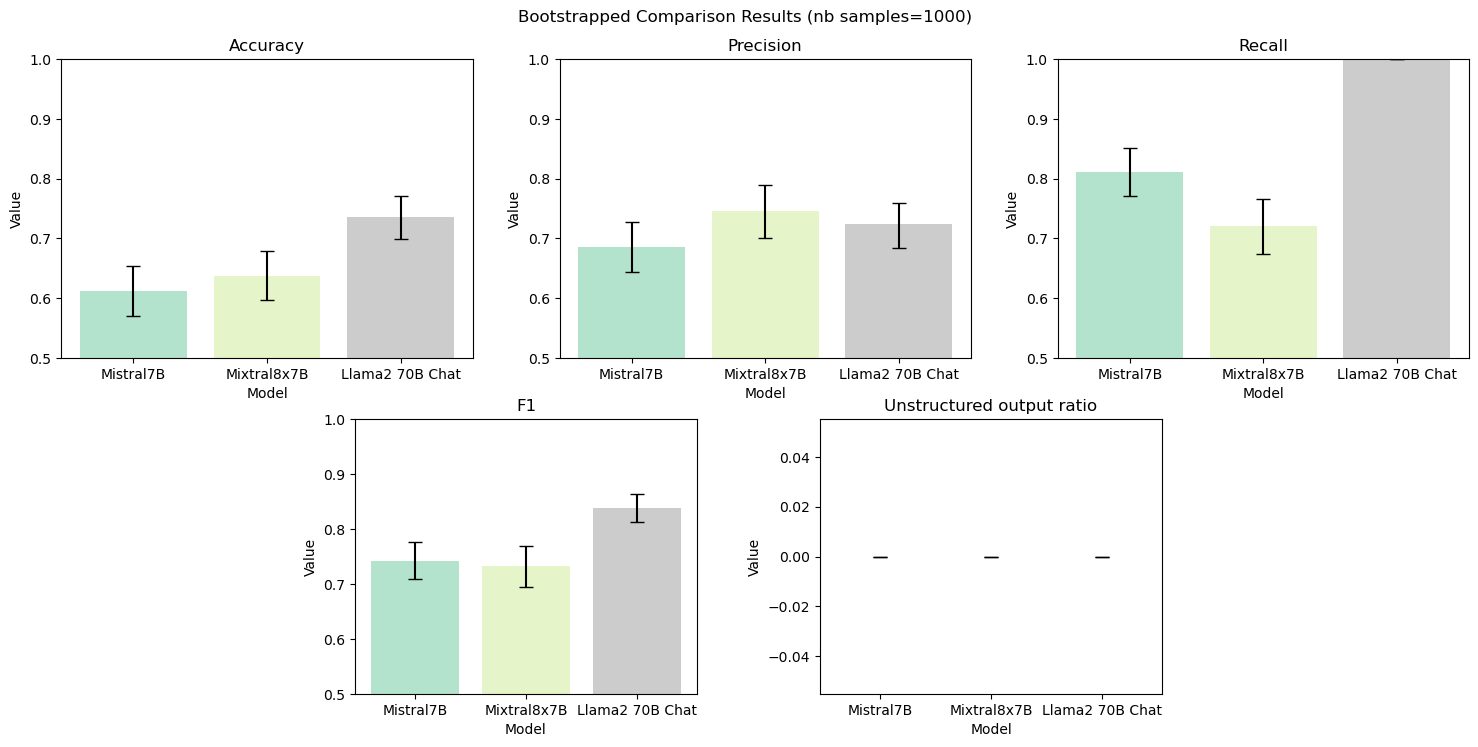 Bootstrapped Comparison Results (nb samples=1000)
Accuracy
1.0
0.9
0.8
0.7
0.6
0.5
Value
Mistral7B Mixtral8x7B Llama2 70B Chat
Model
Precision
1.0
0.9
0.8
0.7
0.6
0.5
Value
Mistral7B Mixtral8x7B Llama2 70B Chat
Model
Recall
1.0
0.9
0.8
0.7
0.6
0.5
Value
Mistral7B Mixtral8x7B Llama2 70B Chat
Model
F1
1.0
0.9
0.8
0.7
0.6
0.5
Value
Mistral7B Mixtral8x7B Llama2 70B Chat
Model
Unstructured output ratio
0.04
0.02
0.00
−0.02
−0.04
Value
Mistral7B Mixtral8x7B Llama2 70B Chat
Model